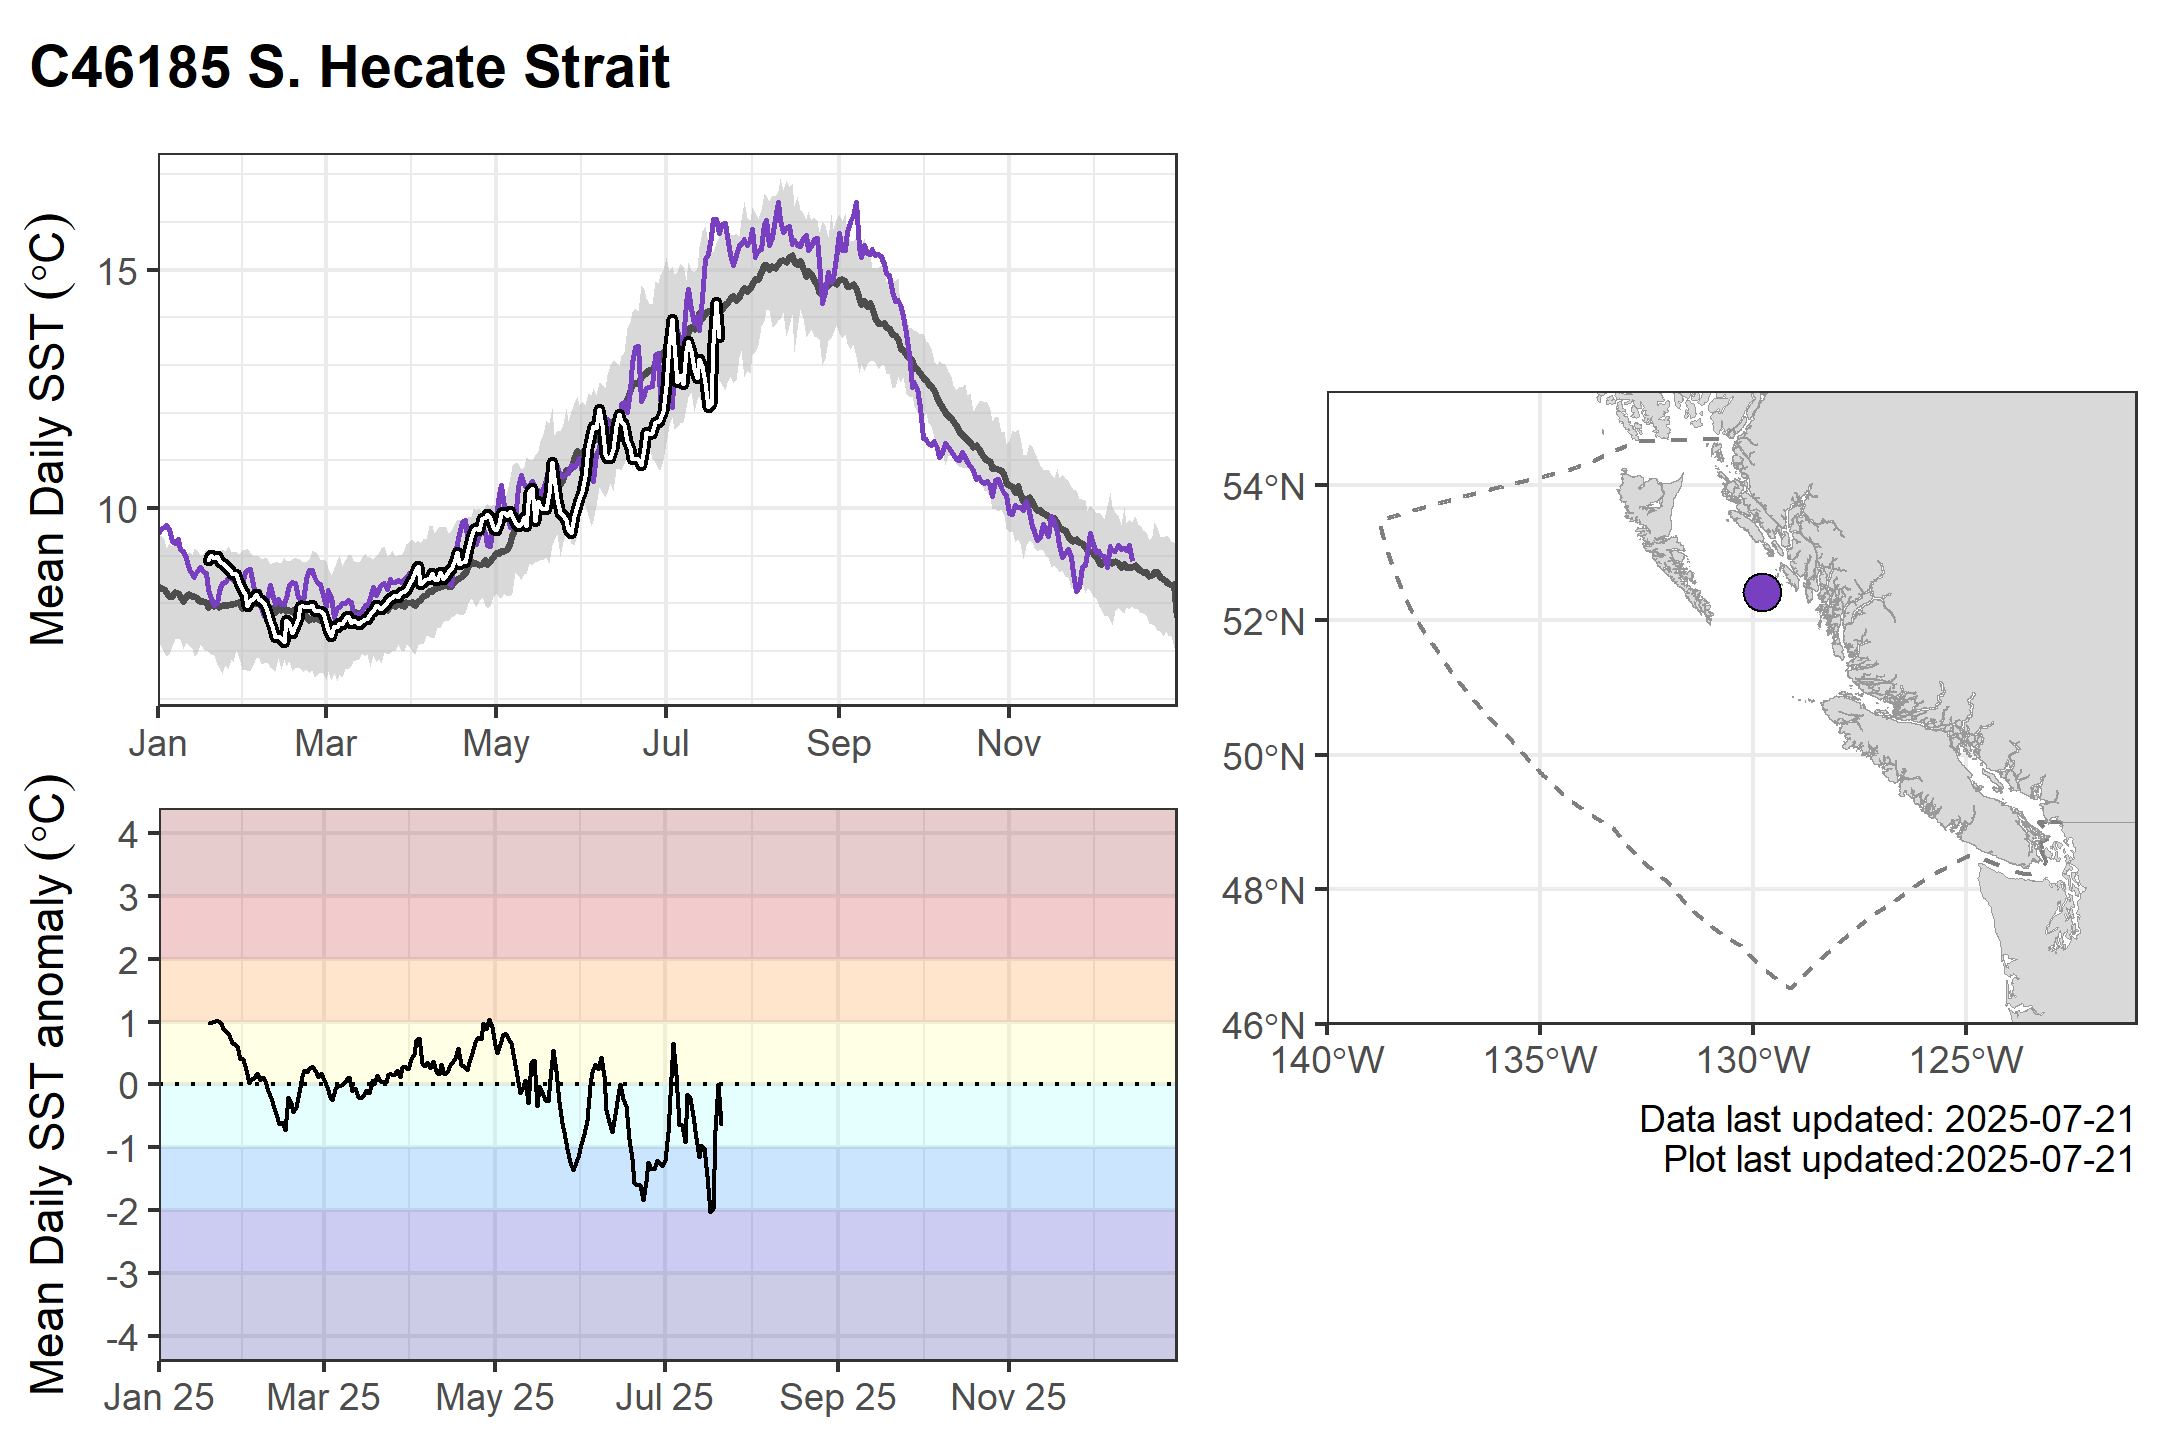 C46185 S. Hecate Strait
Mean Daily SST (°C)
15
10
Jan Mar May Jul Sep Nov
Mean Daily SST anomaly (°C)
4
3
2
1
0
-1
-2
-3
-4
Jan 25 Mar 25 May 25 Jul 25 Sep 25 Nov 25
54°N
52°N
50°N
48°N
46°N
140°W 135°W 130°W 125°W
Data last updated: 2025-07-21
Plot last updated:2025-07-21